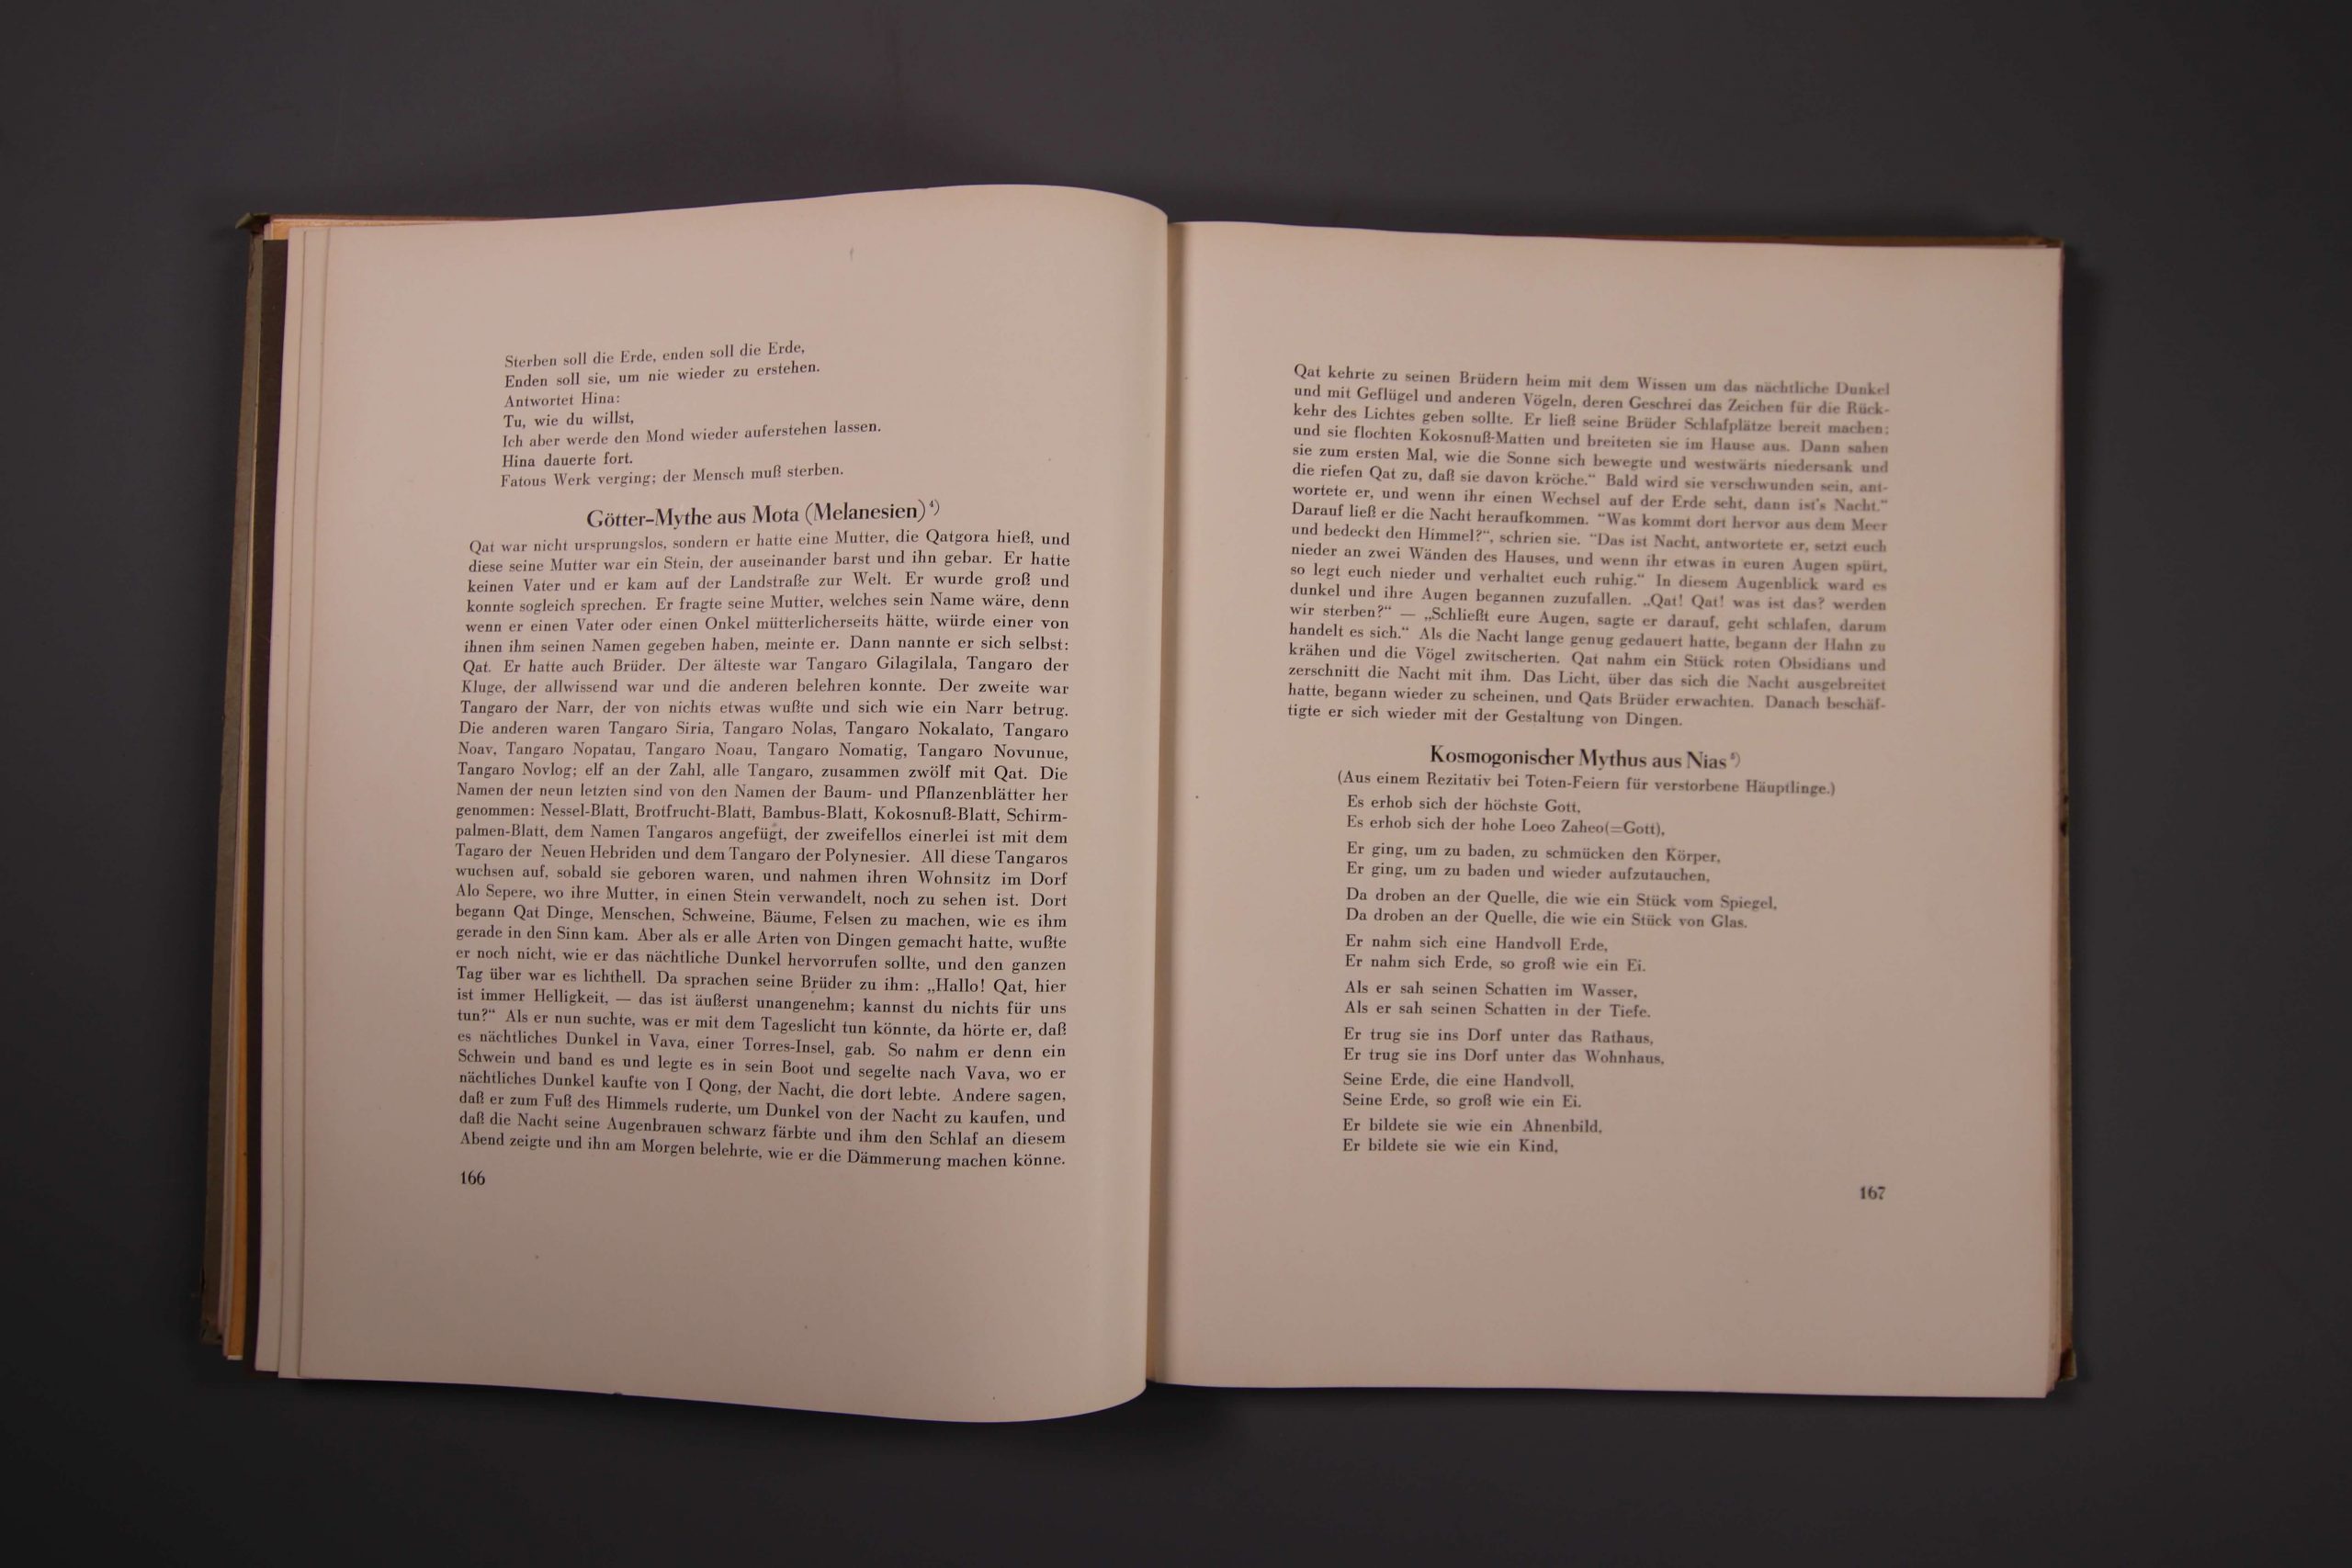 Sterben soll die Erde, enden soll die Erde,
Enden soll sie, um nie wieder zu erstehen.
Antwortet Hina:
Tu, wie du willst,
Ich aber werde den Mond wieder auferstehen lassen.
Hina dauerte fort.
Fatous Werk verging; der Mensch muß sterben.
Götter-Mythe aus Mota (Melanesien) ⁴)
Qat war nicht ursprungslos, sondern er hatte eine Mutter, die Qatgora hieß, und
diese seine Mutter war ein Stein, der auseinander barst und ihn gebar. Er hatte
keinen Vater und er kam auf der Landstraße zur Welt. Er wurde groß und
konnte sogleich sprechen. Er fragte seine Mutter, welches sein Name wäre, denn
wenn er einen Vater oder einen Onkel mütterlicherseits hätte, würde einer von
ihnen ihm seinen Namen gegeben haben, meinte er. Dann nannte er sich selbst:
Qat. Er hatte auch Brüder. Der älteste war Tangaro Gilagilala, Tangaro der
Kluge, der allwissend war und die anderen belehren konnte. Der zweite war
Tangaro der Narr, der von nichts etwas wußte und sich wie ein Narr betrug.
Die anderen waren Tangaro Siria, Tangaro Nolas, Tangaro Nokalato, Tangaro
Noav, Tangaro Nopatau, Tangaro Noau, Tangaro Nomatig, Tangaro Novunue,
Tangaro Novlog; elf an der Zahl, alle Tangaro, zusammen zwölf mit Qat. Die
Namen der neun letzten sind von den Namen der Baum- und Pflanzenblätter her
genommen: Nessel-Blatt, Brotfrucht-Blatt, Bambus-Blatt, Kokosnuß-Blatt, Schirm-
palmen-Blatt, dem Namen Tangaros angefügt, der zweifellos einerlei ist mit dem
Tagaro der Neuen Hebriden und dem Tangaro der Polynesier. All diese Tangaros
wuchsen auf, sobald sie geboren waren, und nahmen ihren Wohnsitz im Dorf
Alo Sepere, wo ihre Mutter, in einen Stein verwandelt, noch zu sehen ist. Dort
begann Qat Dinge, Menschen, Schweine, Bäume, Felsen zu machen, wie es ihm
gerade in den Sinn kam. Aber als er alle Arten von Dingen gemacht hatte, wußte
er noch nicht, wie er das nächtliche Dunkel hervorrufen sollte, und den ganzen
Tag über war es lichthell. Da sprachen seine Brüder zu ihm: „Hallo! Qat, hier
ist immer Helligkeit, — das ist äußerst unangenehm; kannst du nichts für uns
tun?“ Als er nun suchte, was er mit dem Tageslicht tun könnte, da hörte er, daß
es nächtliches Dunkel in Vava, einer Torres-Insel, gab. So nahm er denn ein
Schwein und band es und legte es in sein Boot und segelte nach Vava, wo er
nächtliches Dunkel kaufte von I Qong, der Nacht, die dort lebte. Andere sagen,
daß er zum Fuß des Himmels ruderte, um Dunkel von der Nacht zu kaufen, und
daß die Nacht seine Augenbrauen schwarz färbte und ihm den Schlaf an diesem
Abend zeigte und ihn am Morgen belehrte, wie er die Dämmerung machen könne.
166
Qat kehrte zu seinen Brüdern heim mit dem Wissen um das nächtliche Dunkel
und mit Geflügel und anderen Vögeln, deren Geschrei das Zeichen für die Rück-
kehr des Lichtes geben sollte. Er ließ seine Brüder Schlafplätze bereit machen;
und sie flochten Kokosnuß-Matten und breiteten sie im Hause aus. Dann sahen
sie zum ersten Mal, wie die Sonne sich bewegte und westwärts niedersank und
die riefen Qat zu, daß sie davon kröche.“ Bald wird sie verschwunden sein, ant-
wortete er, und wenn ihr einen Wechsel auf der Erde seht, dann ist's Nacht.“
Darauf ließ er die Nacht heraufkommen. “Was kommt dort hervor aus dem Meer
und bedeckt den Himmel?“, schrien sie. “Das ist Nacht, antwortete er, setzt euch
nieder an zwei Wänden des Hauses, und wenn ihr etwas in euren Augen spürt,
so legt euch nieder und verhaltet euch ruhig.“ In diesem Augenblick ward es
dunkel und ihre Augen begannen zuzufallen. „Qat! Qat! was ist das? werden
wir sterben?“ — „Schließt eure Augen, sagte er darauf, geht schlafen, darum
handelt es sich.“ Als die Nacht lange genug gedauert hatte, begann der Hahn zu
krähen und die Vögel zwitscherten. Qat nahm ein Stück roten Obsidians und
zerschnitt die Nacht mit ihm. Das Licht, über das sich die Nacht ausgebreitet
hatte, begann wieder zu scheinen, und Qats Brüder erwachten. Danach beschäf-
tigte er sich wieder mit der Gestaltung von Dingen.
Kosmogonischer Mythus aus Nias ⁵)
(Aus einem Rezitativ bei Toten-Feiern für verstorbene Häuptlinge.)
Es erhob sich der höchste Gott,
Es erhob sich der hohe Loeo Zaheo(=Gott),
Er ging, um zu baden, zu schmücken den Körper,
Er ging, um zu baden und wieder aufzutauchen,
Da droben an der Quelle, die wie ein Stück vom Spiegel,
Da droben an der Quelle, die wie ein Stück von Glas.
Er nahm sich eine Handvoll Erde,
Er nahm sich Erde, so groß wie ein Ei.
Als er sah seinen Schatten im Wasser,
Als er sah seinen Schatten in der Tiefe.
Er trug sie ins Dorf unter das Rathaus,
Er trug sie ins Dorf unter das Wohnhaus,
Seine Erde, die eine Handvoll,
Seine Erde, so groß wie ein Ei.
Er bildete sie wie ein Ahnenbild,
Er bildete sie wie ein Kind,
167